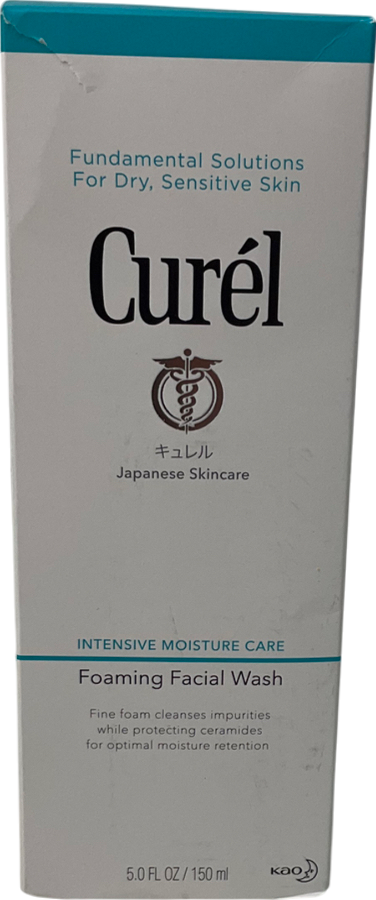 Fundamental Solutions
For Dry, Sensitive Skin
Curél
キュレル
Japanese Skincare
INTENSIVE MOISTURE CARE
Foaming Facial Wash
Fine foam cleanses impurities
while protecting ceramides
for optimal moisture retention
5.0 FL OZ / 150 ml
Kao